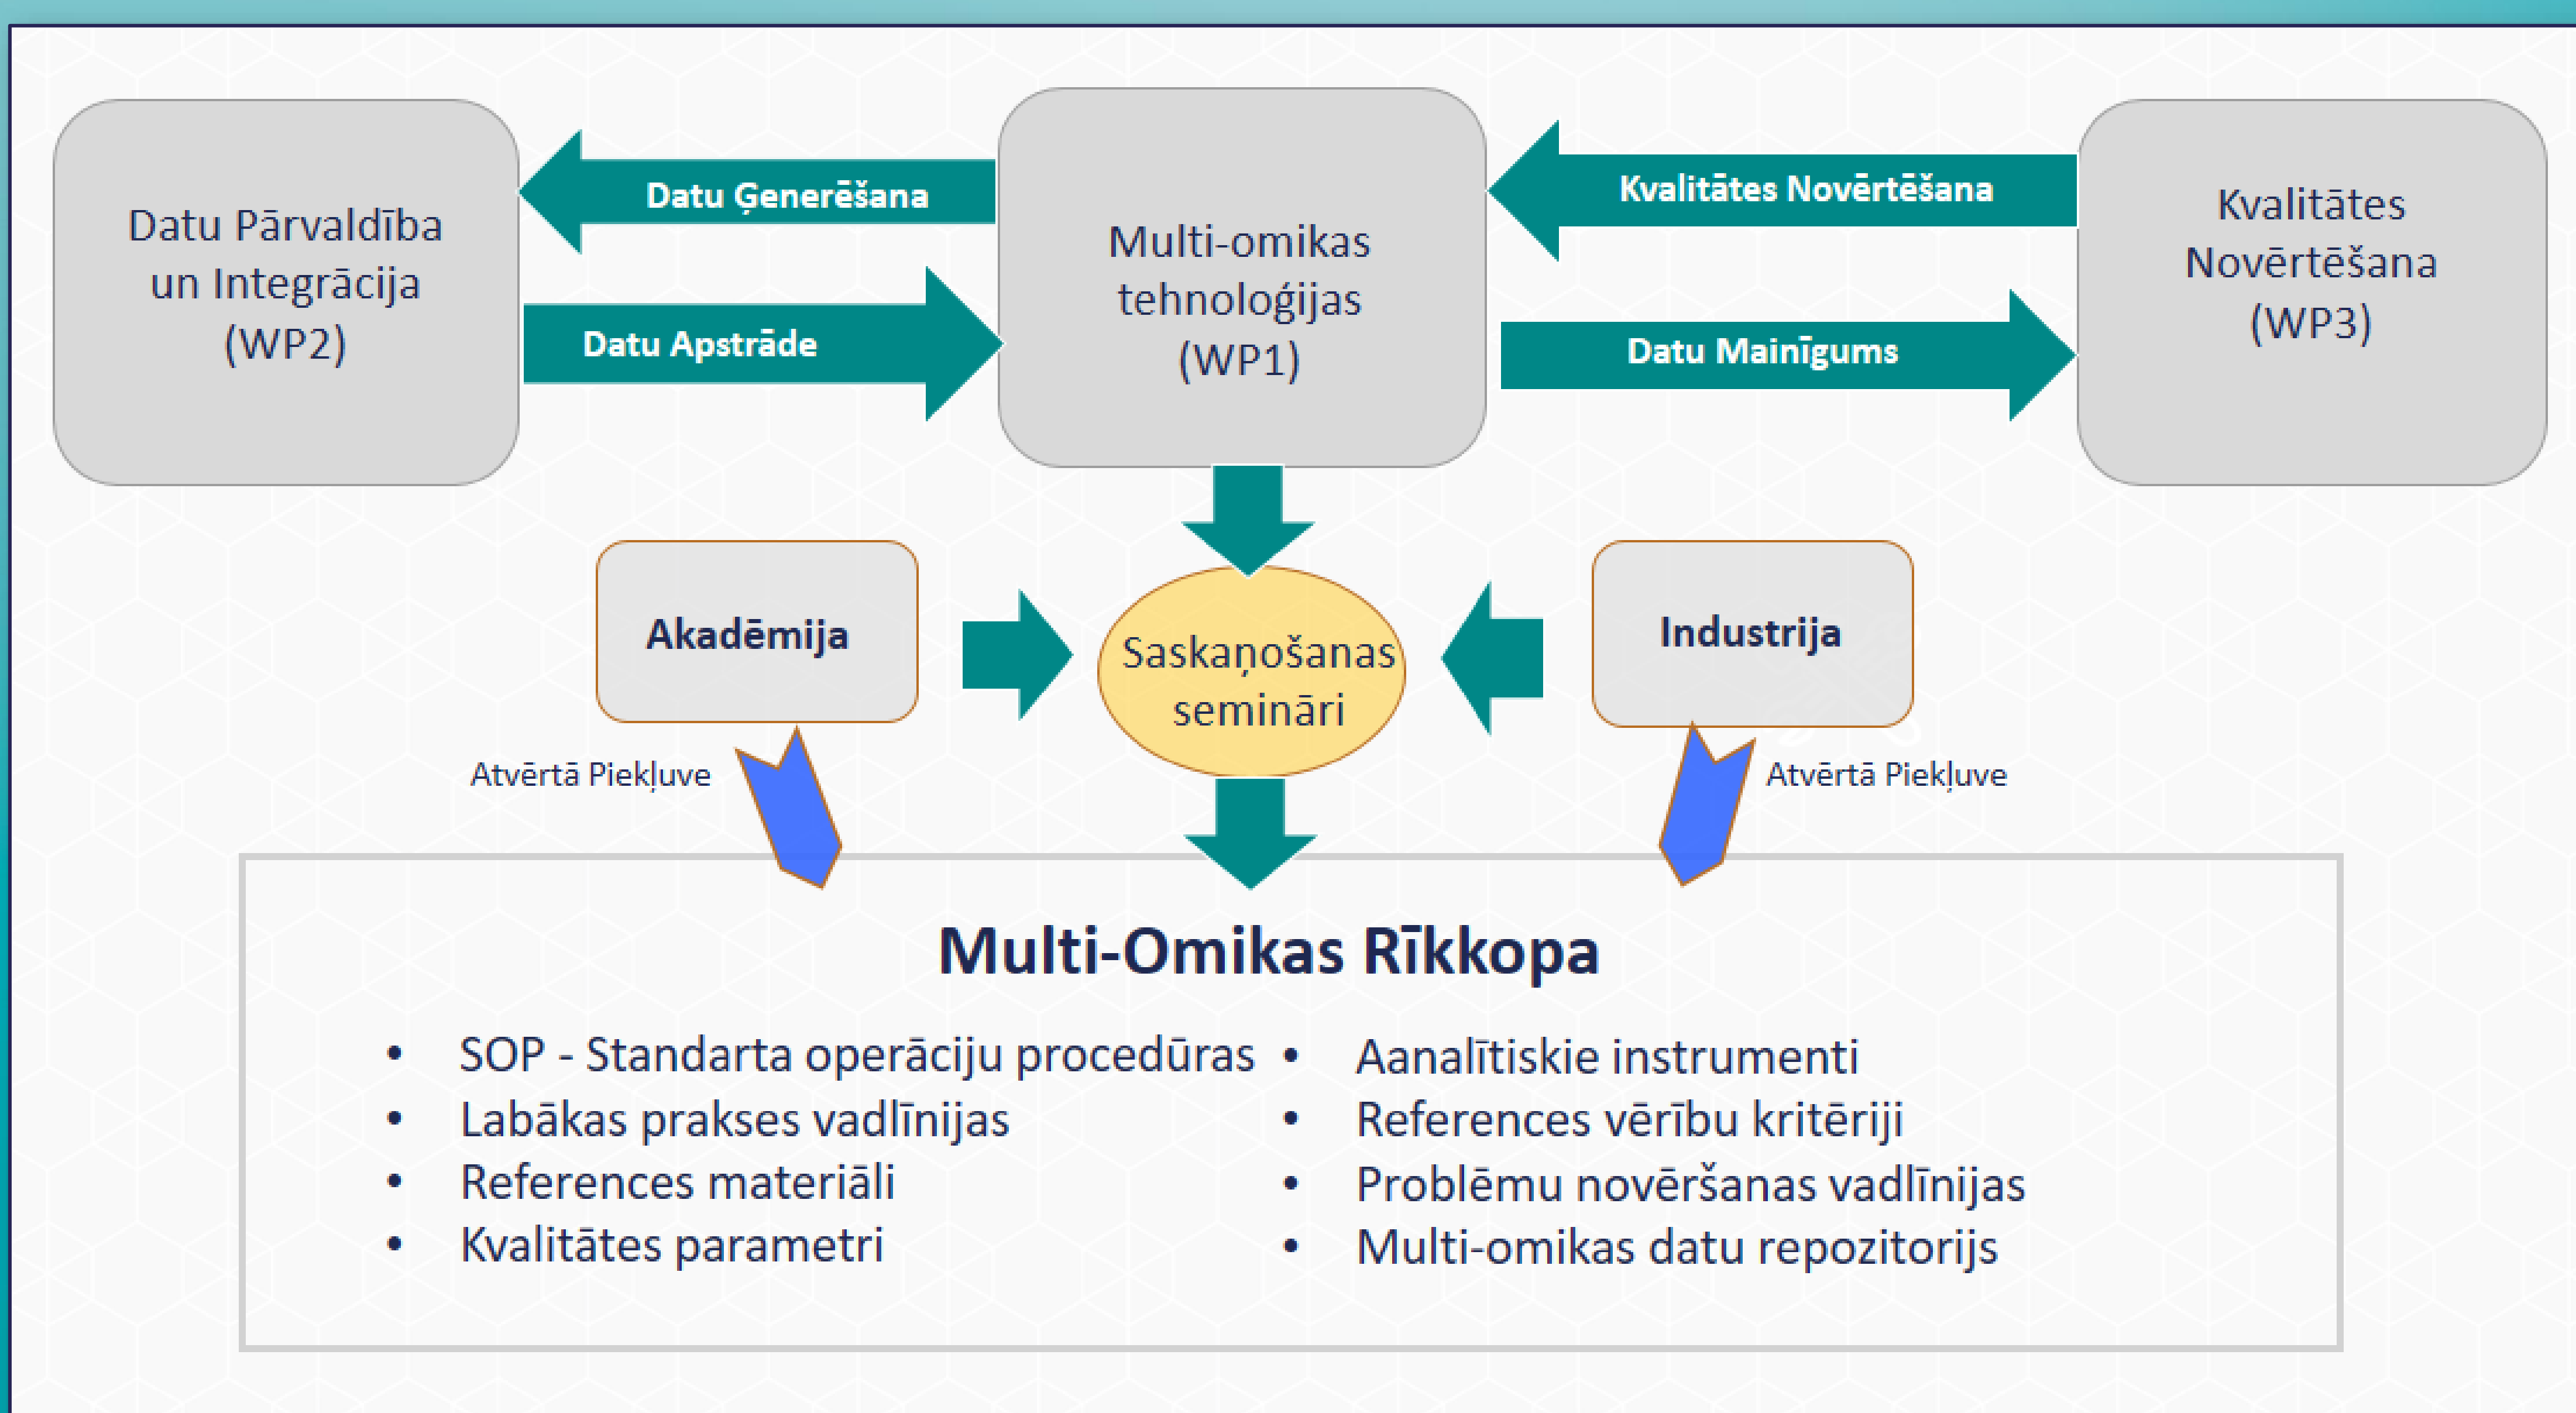 Datu Pārvaldība
un Integrācija
(WP2)
Datu Ģenerēšana
Datu Apstrāde
Multi-omikas
tehnoloģijas
(WP1)
Kvalitātes Novērtēšana
Datu Mainīgums
Kvalitātes
Novērtēšana
(WP3)
Akadēmija
Saskaņošanas
semināri
Industrija
Atvērtā Piekļuve
Atvērtā Piekļuve
Multi-Omikas Rīkkopa
• SOP - Standarta operāciju procedūras
• Labākas prakses vadlīnijas
• References materiāli
• Kvalitātes parametri
• Aanalītiskie instrumenti
• References vērību kritēriji
• Problēmu novēršanas vadlīnijas
• Multi-omikas datu repozitorijs